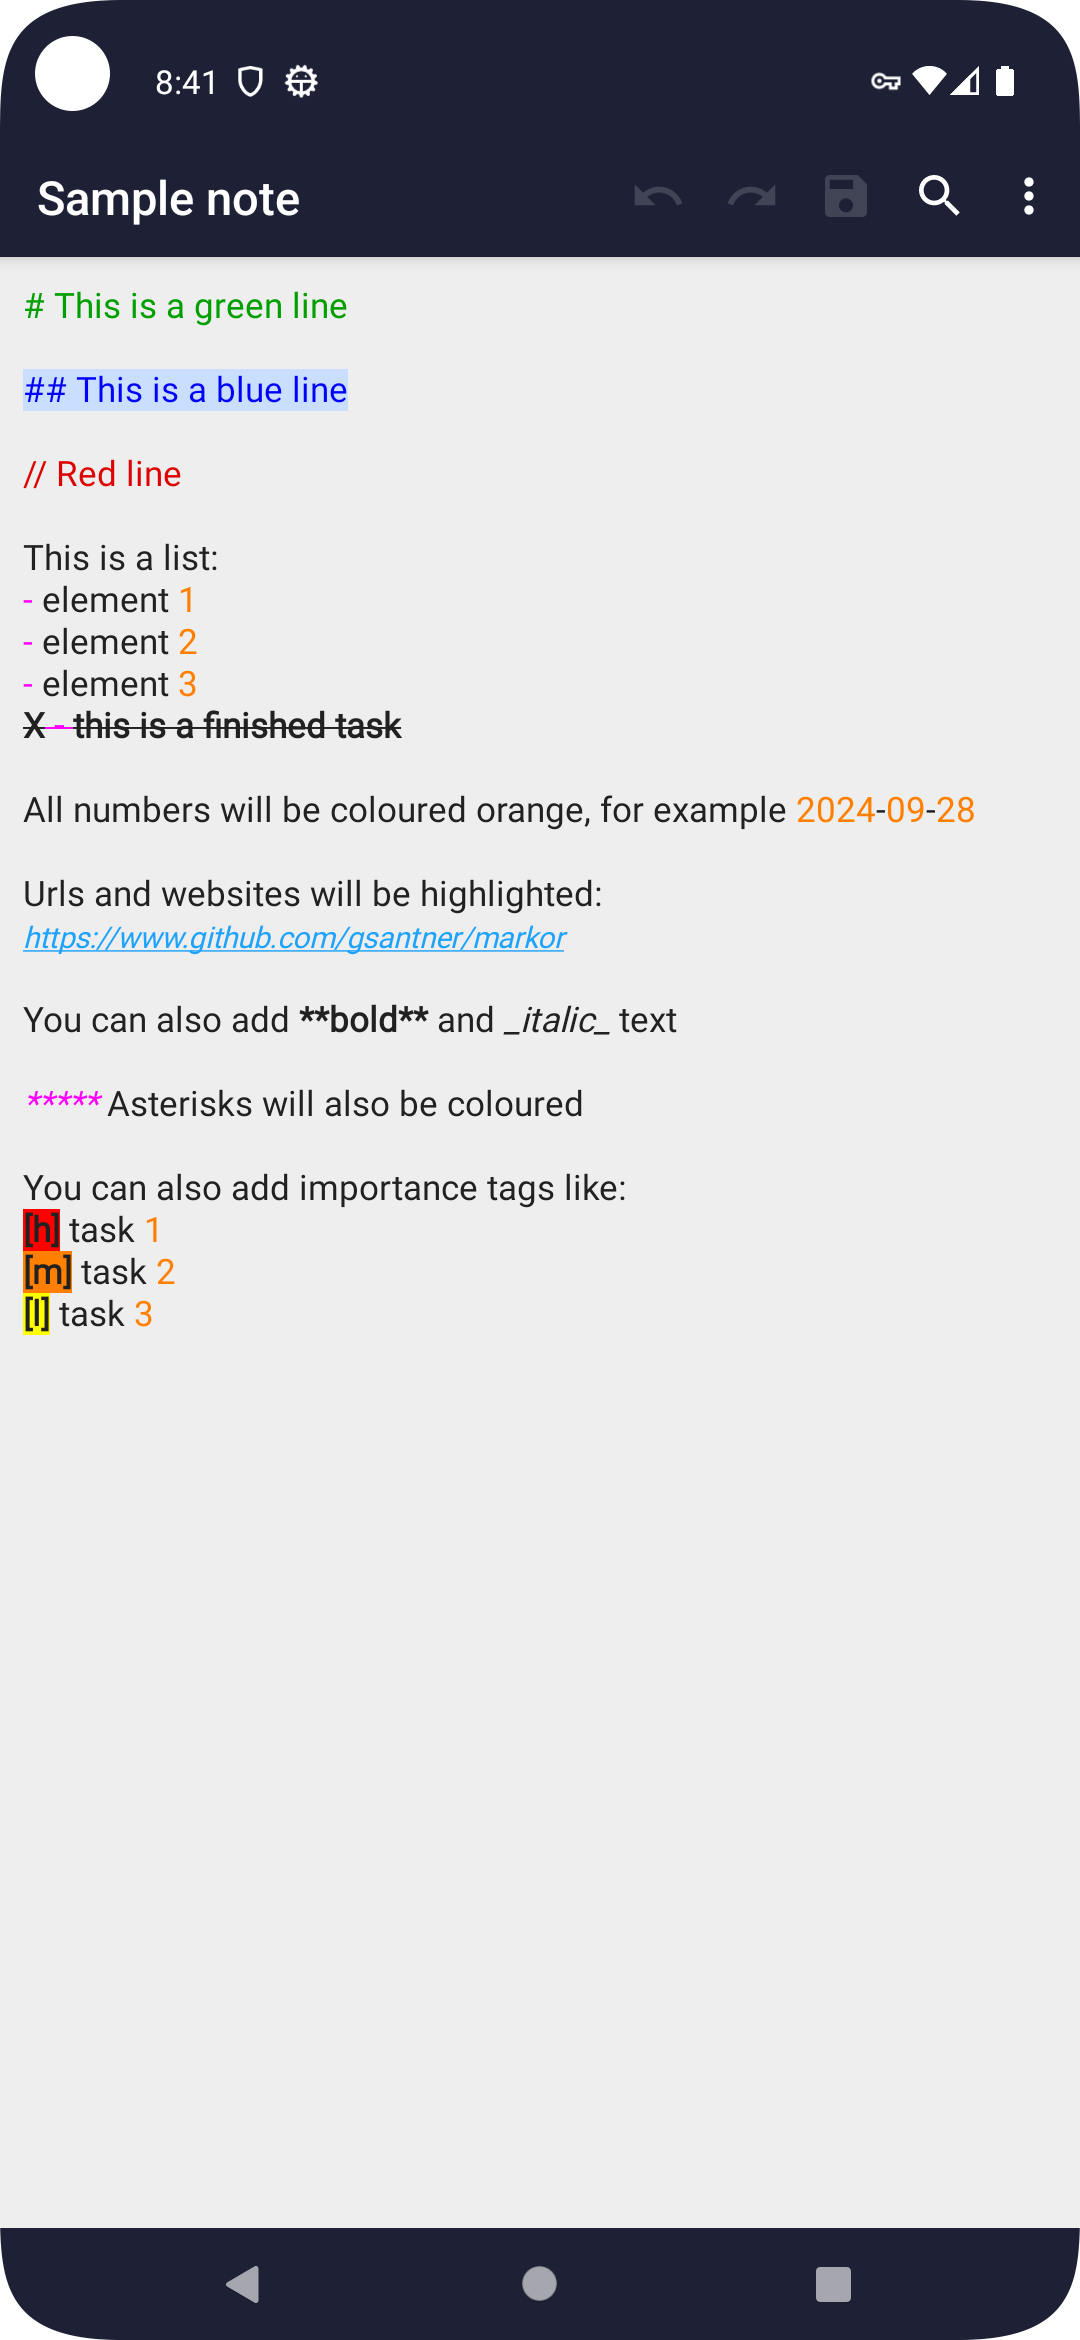 8:41
Sample note
# This is a green line
## This is a blue line
// Red line
This is a list:
- element 1
- element 2
- element 3
X - this is a finished task
All numbers will be coloured orange, for example 2024-09-28
Urls and websites will be highlighted:
https://www.github.com/gsantner/markor
You can also add **bold** and _italic_ text
***** Asterisks will also be coloured
You can also add importance tags like:
[h] task 1
[m] task 2
[l] task 3